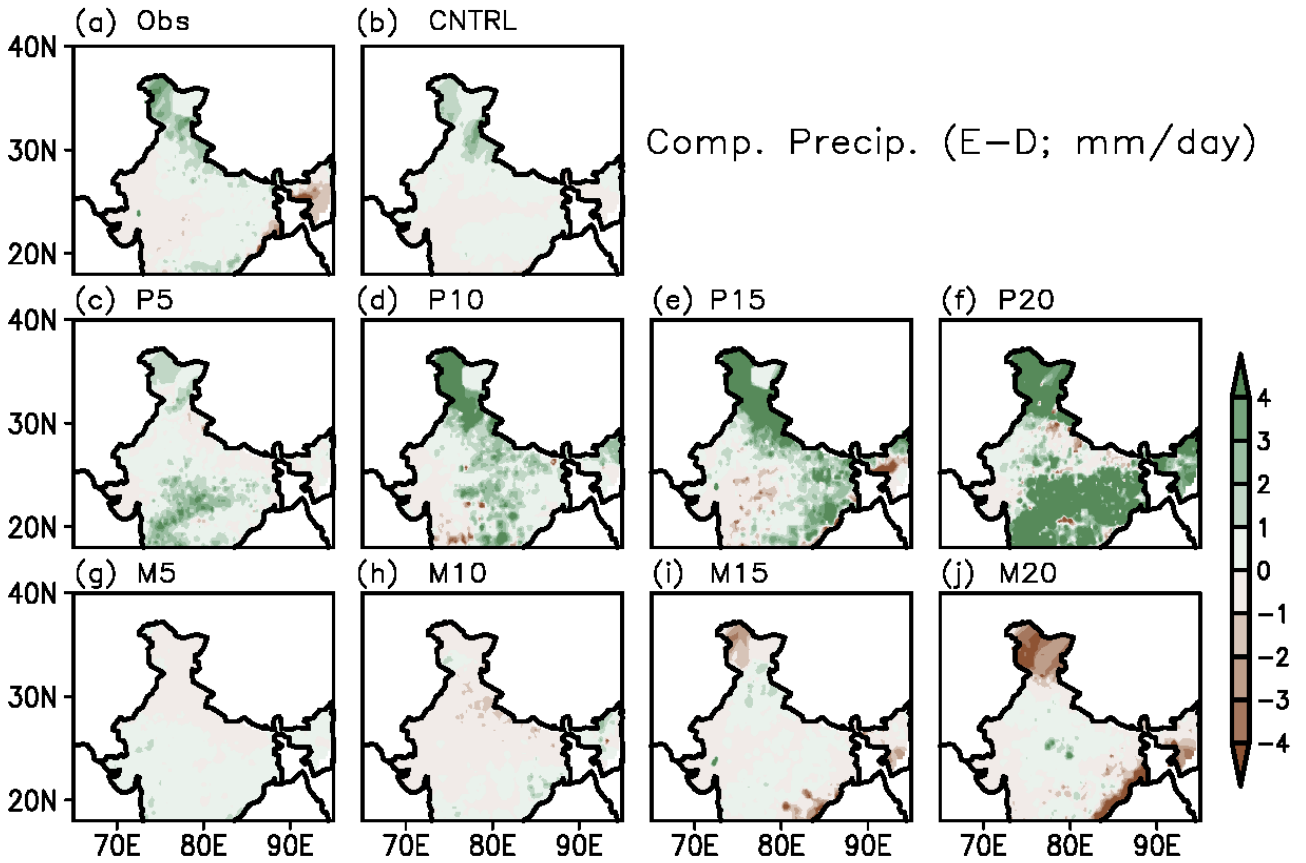 (a) Obs
(b) CNTRL
40N
30N
20N
Comp. Precip. (E−D; mm/day)
(c) P5
(d) P10
(e) P15
(f) P20
40N
30N
20N
4
3
2
1
0
−1
−2
−3
−4
(g) M5
(h) M10
(i) M15
(j) M20
40N
30N
20N
70E 80E 90E
70E 80E 90E
70E 80E 90E
70E 80E 90E